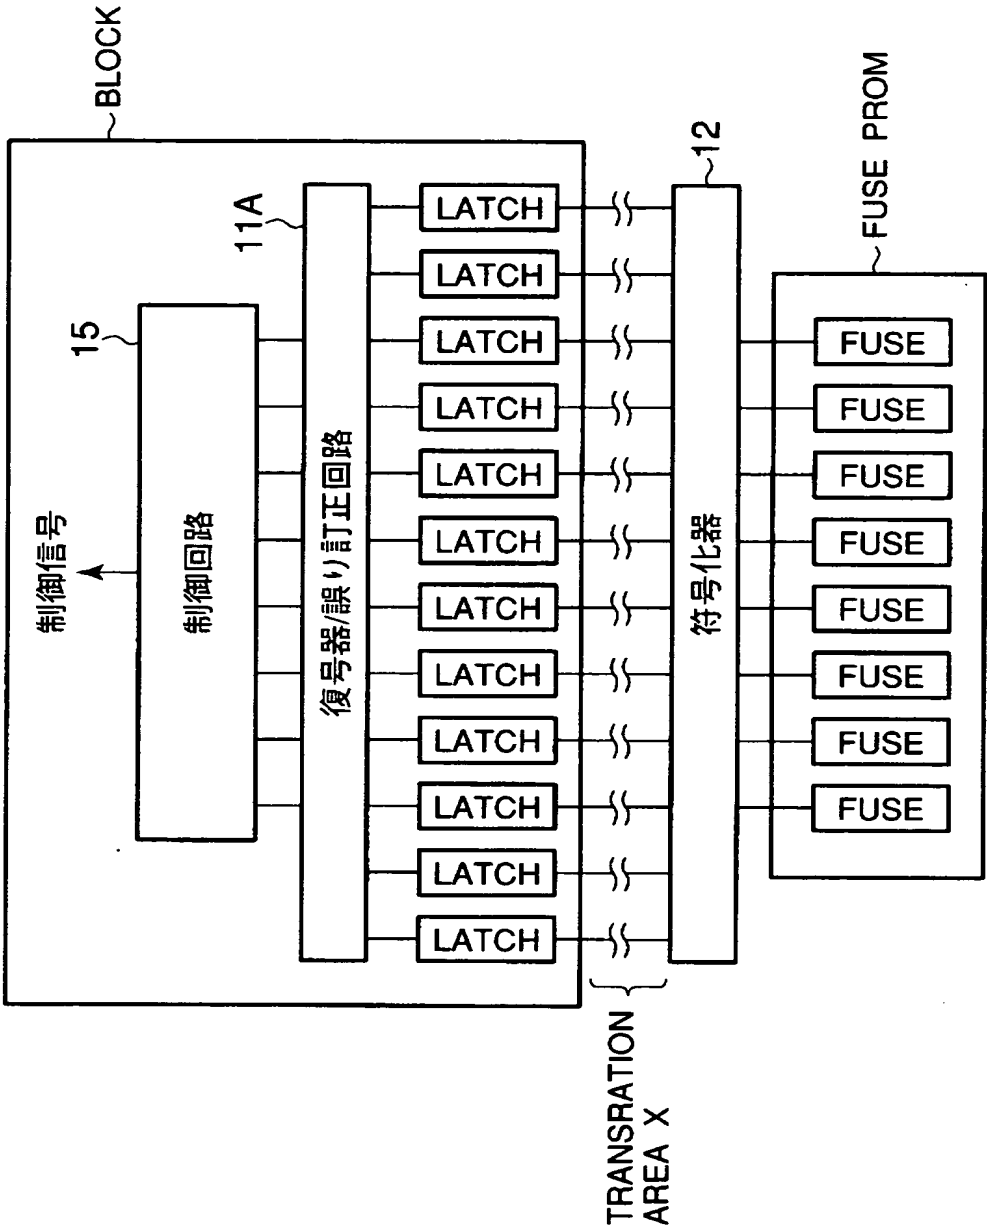 BLOCK
制御信号
15
制御回路
11A
復号器/誤り訂正回路
LATCH
LATCH
LATCH
LATCH
LATCH
LATCH
LATCH
LATCH
LATCH
LATCH
LATCH
LATCH
TRANSRATION
AREA X
12
符号化器
FUSE PROM
FUSE
FUSE
FUSE
FUSE
FUSE
FUSE
FUSE
FUSE